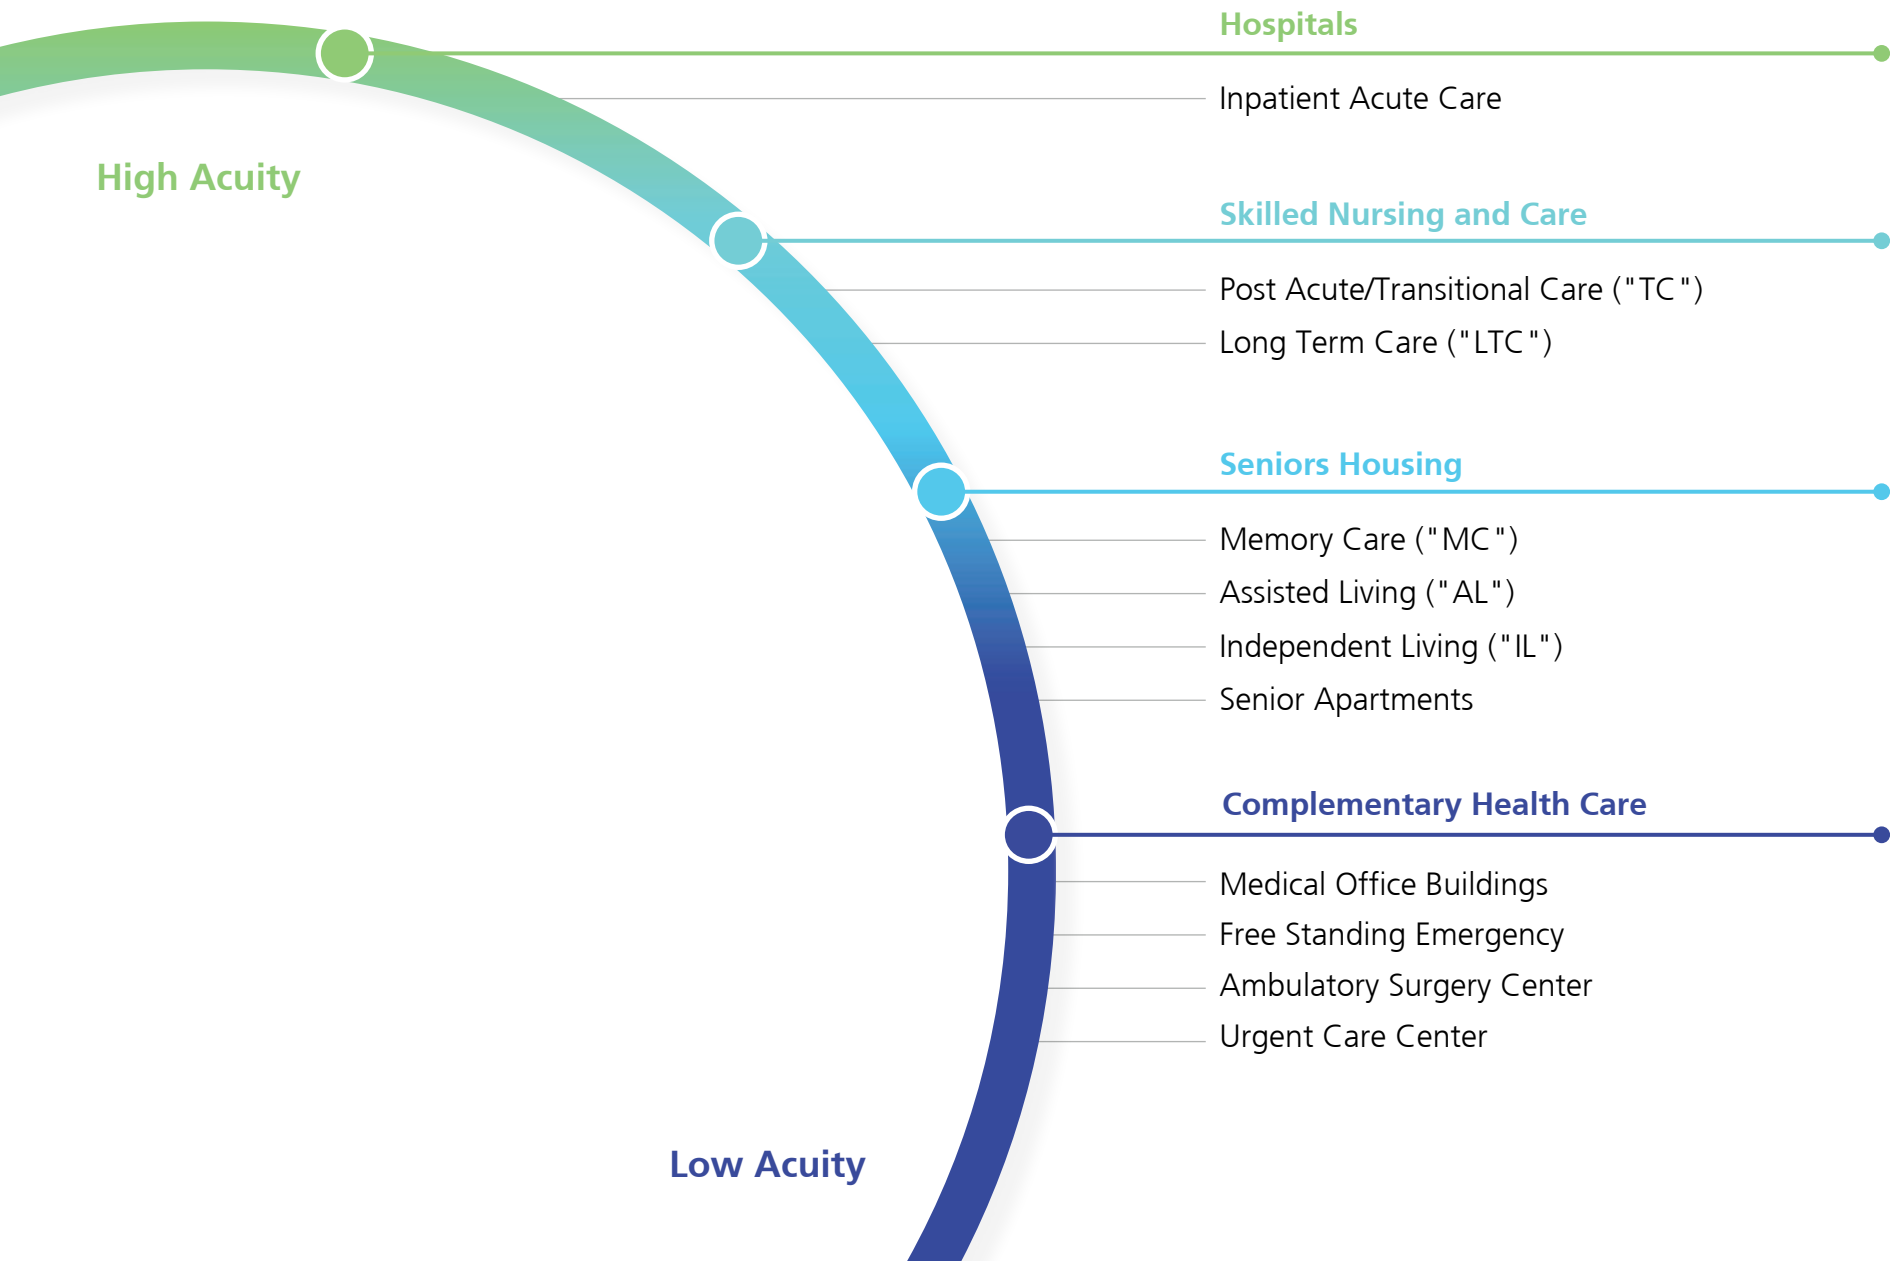 Hospitals
Inpatient Acute Care
High Acuity
Skilled Nursing and Care
Post Acute/Transitional Care ("TC")
Long Term Care ("LTC")
Seniors Housing
Memory Care ("MC")
Assisted Living ("AL")
Independent Living ("IL")
Senior Apartments
Complementary Health Care
Medical Office Buildings
Free Standing Emergency
Ambulatory Surgery Center
Urgent Care Center
Low Acuity